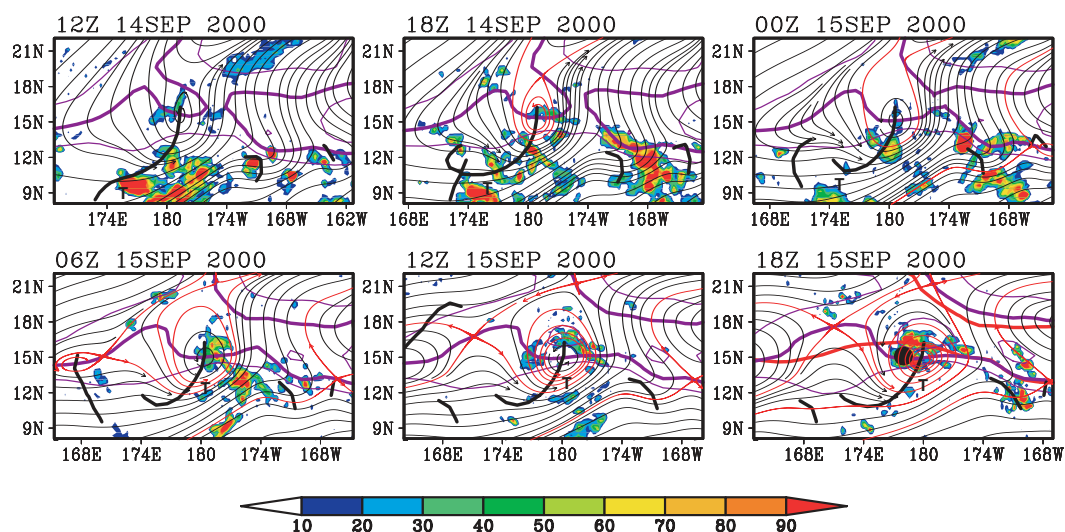 12Z 14SEP 2000
18Z 14SEP 2000
00Z 15SEP 2000
21N
18N
15N
12N
9N
T
174E 180 174W 168W 162W
21N
18N
15N
12N
9N
T
168E 174E 180 174W 168W
21N
18N
15N
12N
9N
T
168E 174E 180 174W 168W
06Z 15SEP 2000
12Z 15SEP 2000
18Z 15SEP 2000
21N
18N
15N
12N
9N
T
168E 174E 180 174W 168W
21N
18N
15N
12N
9N
T
168E 174E 180 174W 168W
21N
18N
15N
12N
9N
T
168E 174E 180 174W 168W
10 20 30 40 50 60 70 80 90